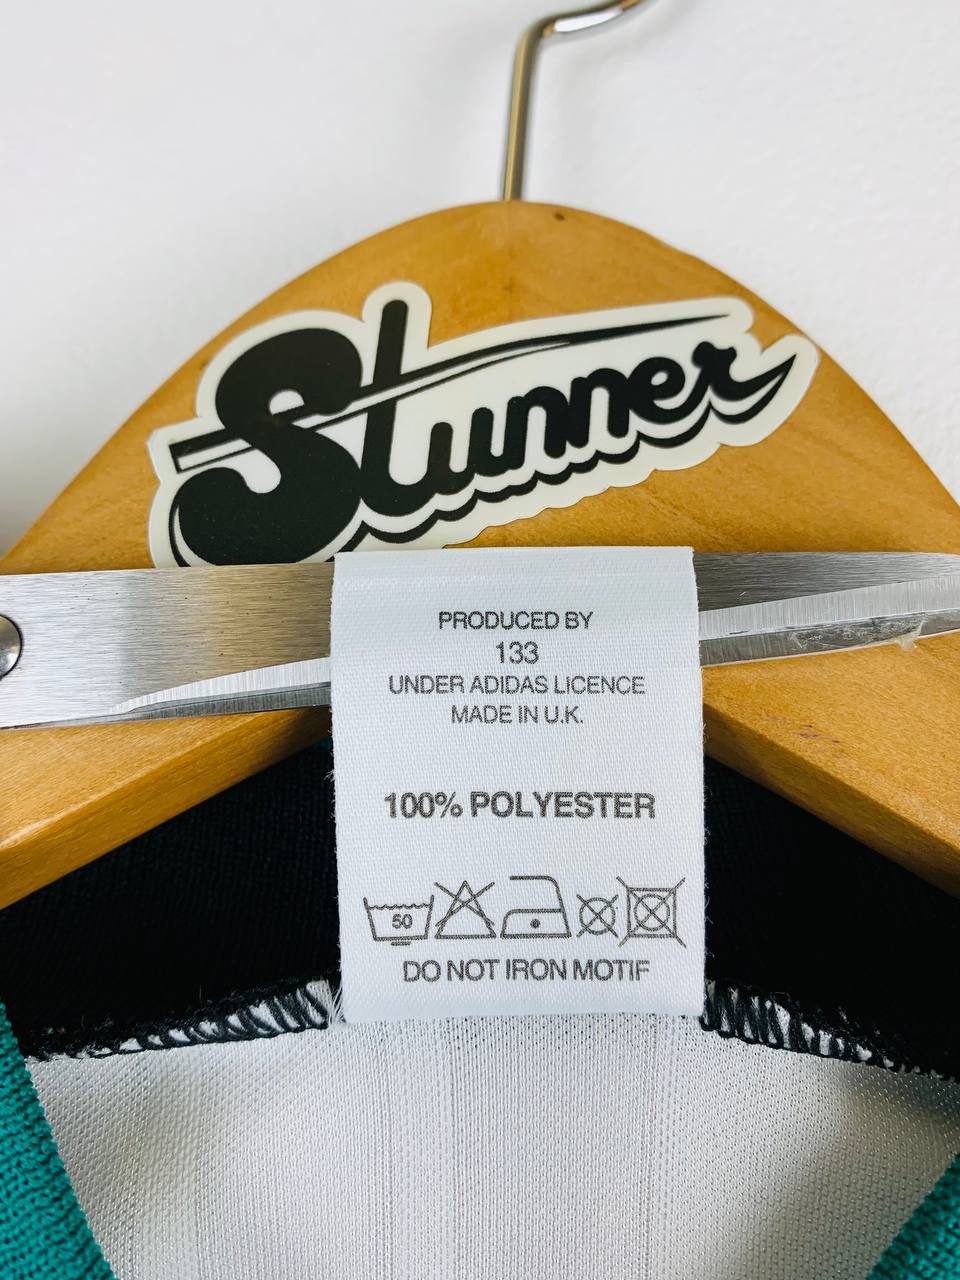 Stunner
PRODUCED BY
133
UNDER ADIDAS LICENCE
MADE IN U.K.
100% POLYESTER
50
DO NOT IRON MOTIF